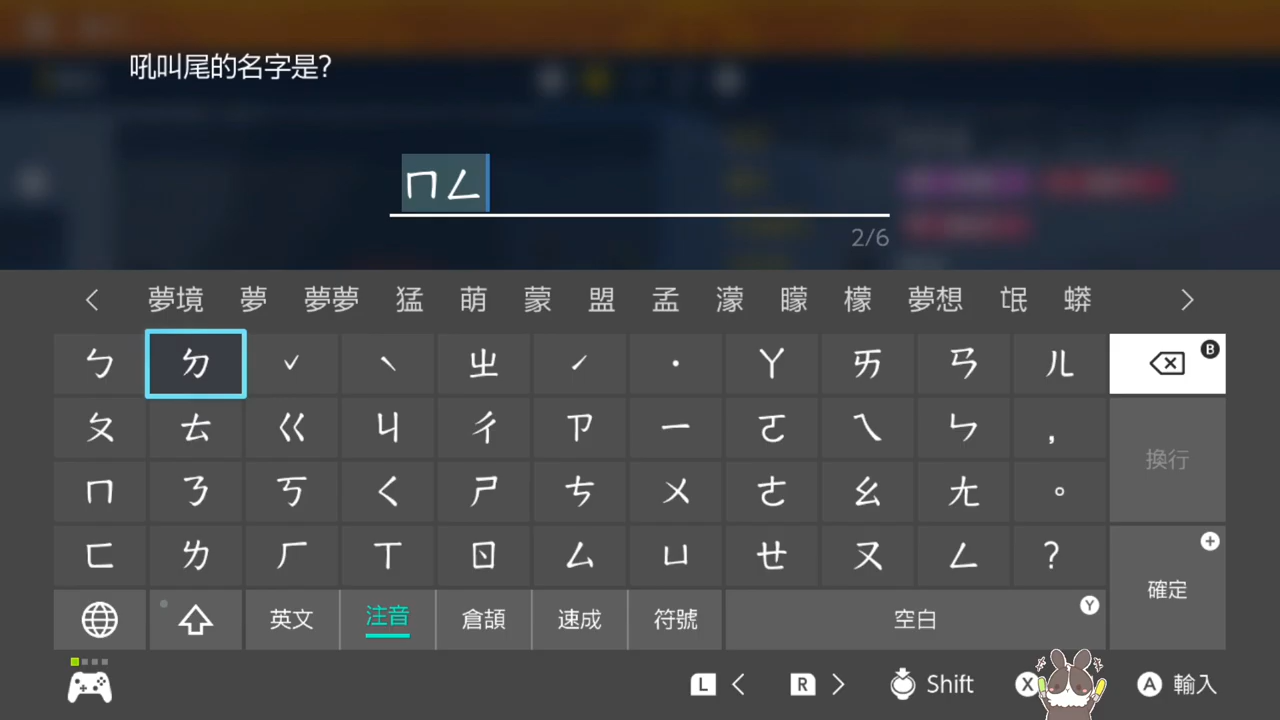 吼叫尾的名字是?
ㄇㄥ
2/6
夢境 夢 夢夢 猛 萌 蒙 盟 孟 濛 矇 檬 夢想 氓 蟒
ㄅ ㄉ ˇ ˋ ㄓ ˊ ˙ ㄚ ㄞ ㄢ ㄦ B
ㄆ ㄊ ㄍ ㄐ ㄔ ㄗ ㄧ ㄛ ㄟ ㄣ , 換行
ㄇ ㄋ ㄎ ㄑ ㄕ ㄘ ㄨ ㄜ ㄠ ㄤ 。
ㄈ ㄌ ㄏ ㄒ ㄖ ㄙ ㄩ ㄝ ㄡ ㄥ ? 確定
英文 注音 倉頡 速成 符號 空白 Y
L R Shift X A 輸入